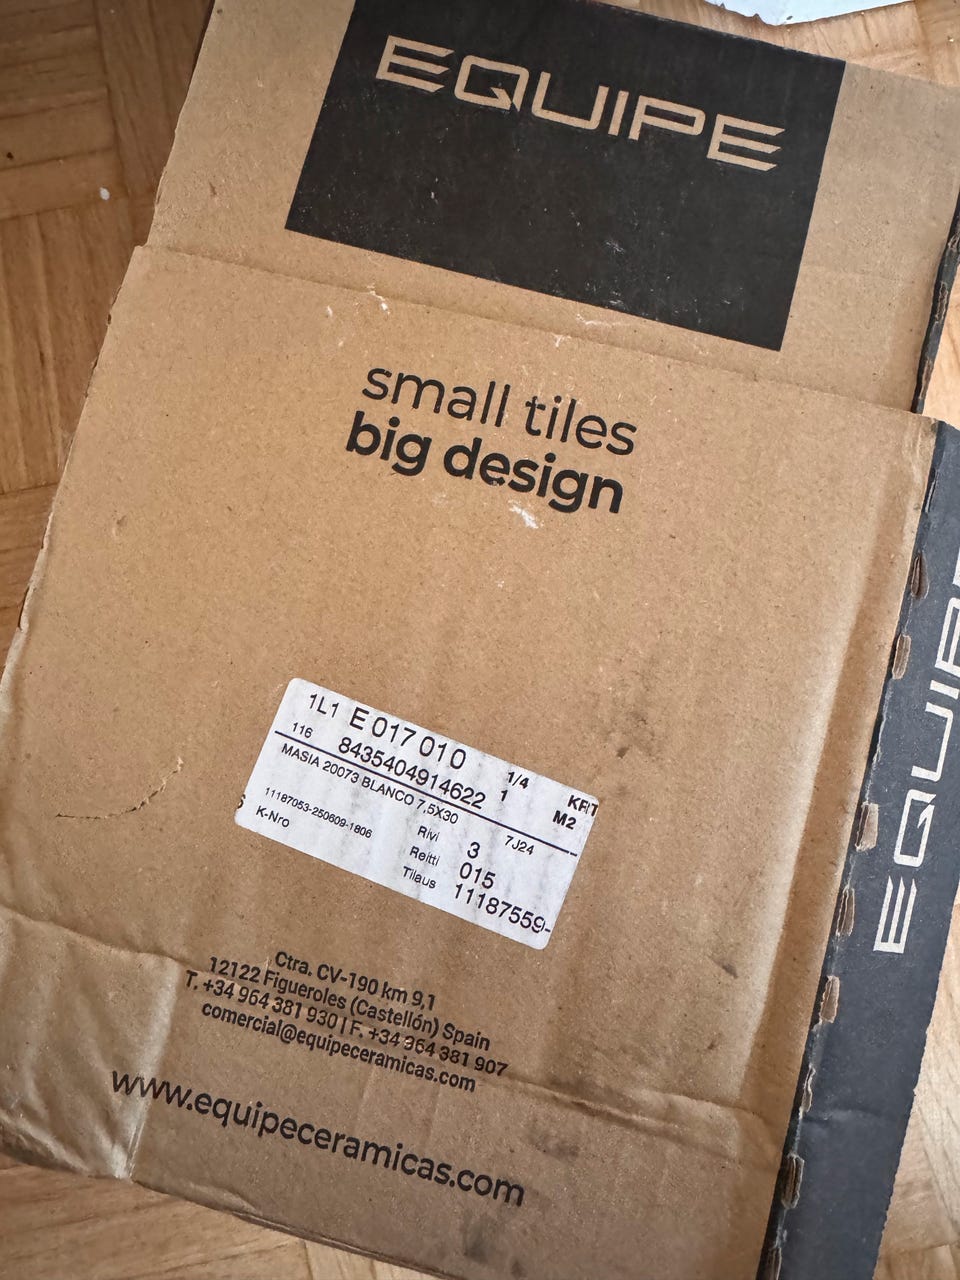 EQUIPE
small tiles
big design
1L1 E 017 010 1/4 KRT
116 8435404914622 1 M2
MASIA 20073 BLANCO 7,5X30 7J24
11187053-250609-1806 Rivi 3
K-Nro Reitti 015
Tilaus 11187559-
Ctra. CV-190 km 9,1
12122 Figueroles (Castellón) Spain
T. +34 964 381 930 | F. +34 964 381 907
comercial@equipeceramicas.com
www.equipeceramicas.com
EQUIPE